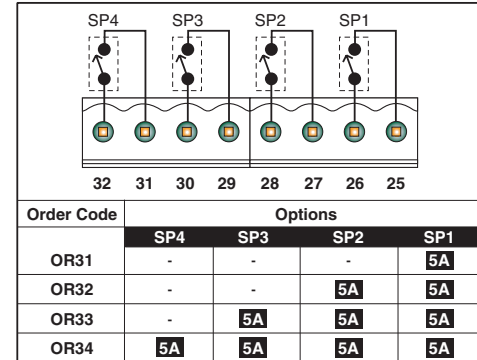 SP4 SP3 SP2 SP1
32 31 30 29 28 27 26 25
Order Code Options
SP4 SP3 SP2 SP1
OR31 - - - 5A
OR32 - - 5A 5A
OR33 - 5A 5A 5A
OR34 5A 5A 5A 5A